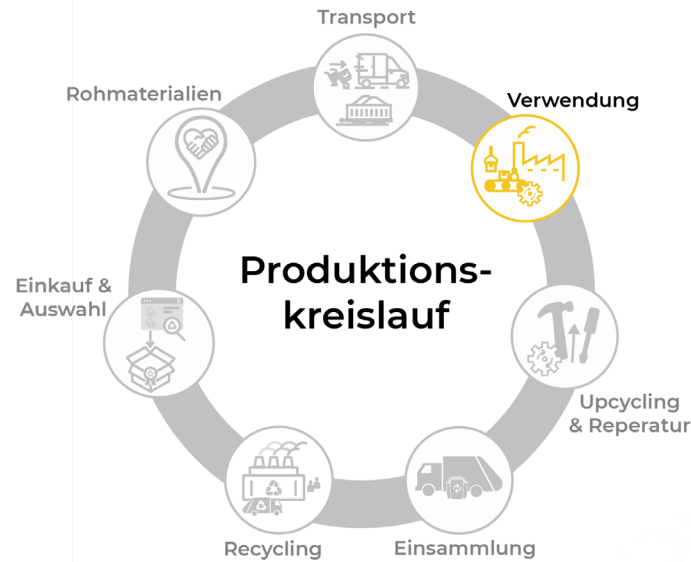 Transport
Rohmaterialien
Verwendung
Produktions-
kreislauf
Einkauf &
Auswahl
Upcycling
& Reperatur
Recycling
Einsammlung